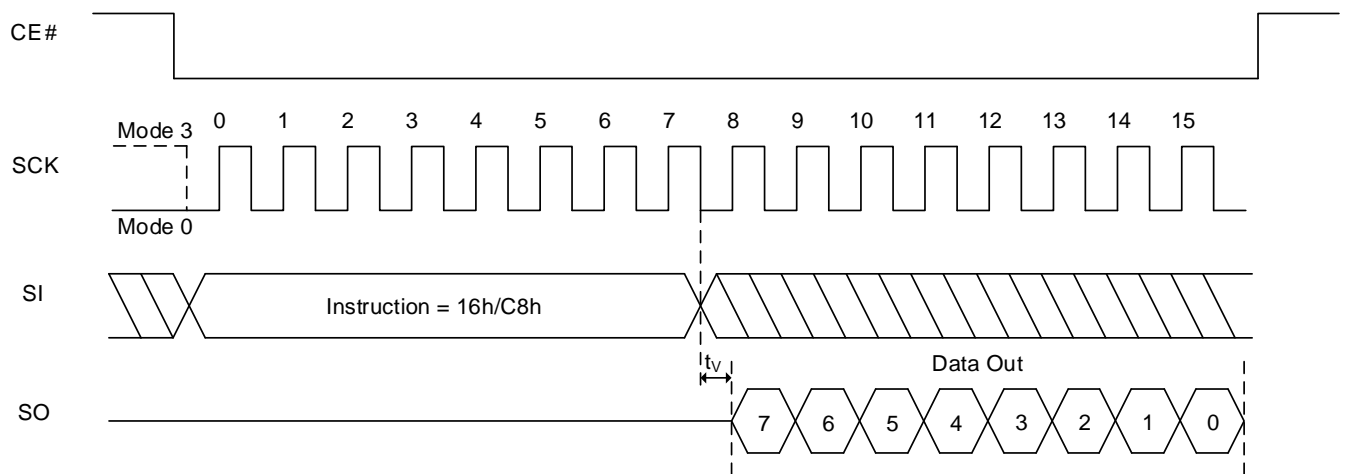 CE#
Mode 3
0 1 2 3 4 5 6 7 8 9 10 11 12 13 14 15
SCK
Mode 0
SI
Instruction = 16h/C8h
tV
Data Out
SO
7 6 5 4 3 2 1 0